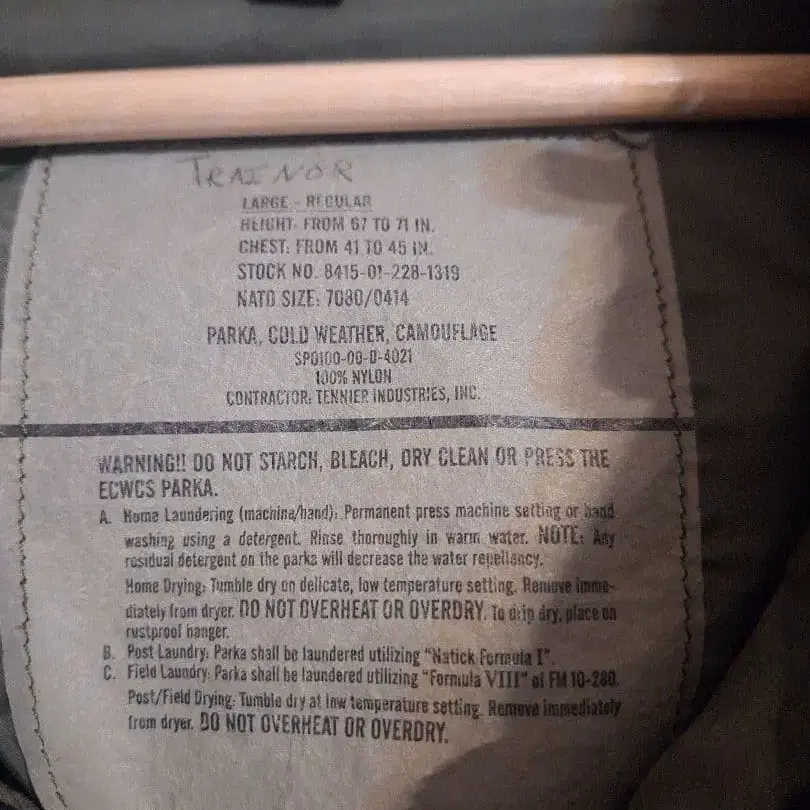 TRAINOR
LARGE - REGULAR
HEIGHT: FROM 67 TO 71 IN.
CHEST: FROM 41 TO 45 IN.
STOCK NO. 8415-01-228-1319
NATO SIZE: 7080/0414
PARKA, COLD WEATHER, CAMOUFLAGE
SPO100-00-D-4021
100% NYLON
CONTRACTOR: TENNIER INDUSTRIES, INC.
WARNING!! DO NOT STARCH, BLEACH, DRY CLEAN OR PRESS THE
ECWCS PARKA.
A. Home Laundering (machine/hand): Permanent press machine setting or hand
washing using a detergent. Rinse thoroughly in warm water. NOTE: Any
residual detergent on the parka will decrease the water repellancy.
Home Drying: Tumble dry on delicate, low temperature setting. Remove imme-
diately from dryer. DO NOT OVERHEAT OR OVERDRY. To drip dry, place on
rustproof hanger.
B. Post Laundry: Parka shall be laundered utilizing "Natick Formula I".
C. Field Laundry: Parka shall be laundered utilizing "Formula VIII" of FM 10-280.
Post/Field Drying: Tumble dry at low temperature setting. Remove immediately
from dryer. DO NOT OVERHEAT OR OVERDRY.